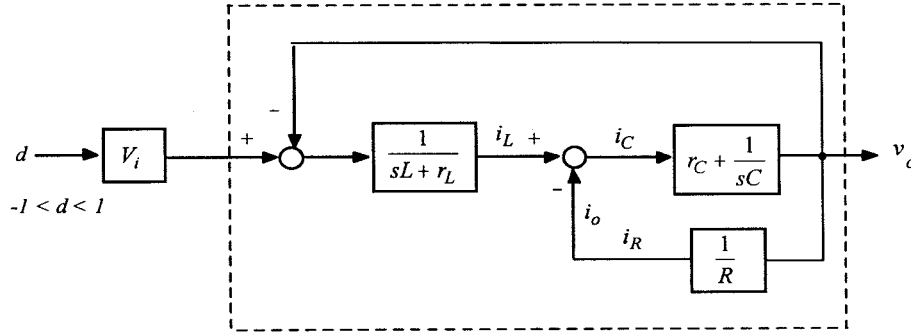 -
+
d
V_i
1
sL + r_L
i_L
+
i_C
r_C + 1
sC
v_o
-
-1 < d < 1
i_o
i_R
1
R